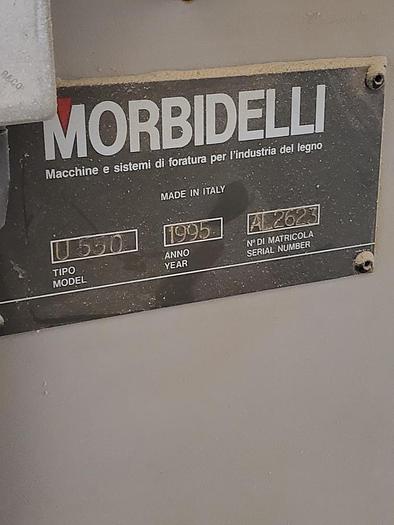 MORBIDELLI
Macchine e sistemi di foratura per l'industria del legno
MADE IN ITALY
U 550 1995 AL2623
TIPO ANNO N° DI MATRICOLA
MODEL YEAR SERIAL NUMBER